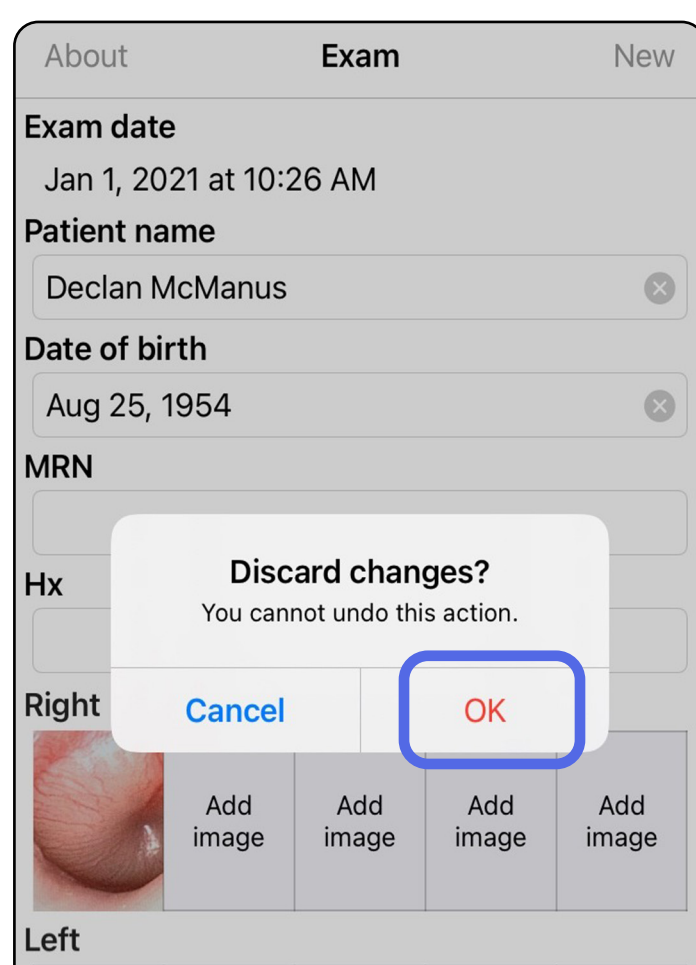 About Exam New
Exam date
Jan 1, 2021 at 10:26 AM
Patient name
Declan McManus
Date of birth
Aug 25, 1954
MRN
Hx
Discard changes?
You cannot undo this action.
Cancel OK
Right
Add image
Add image
Add image
Add image
Left